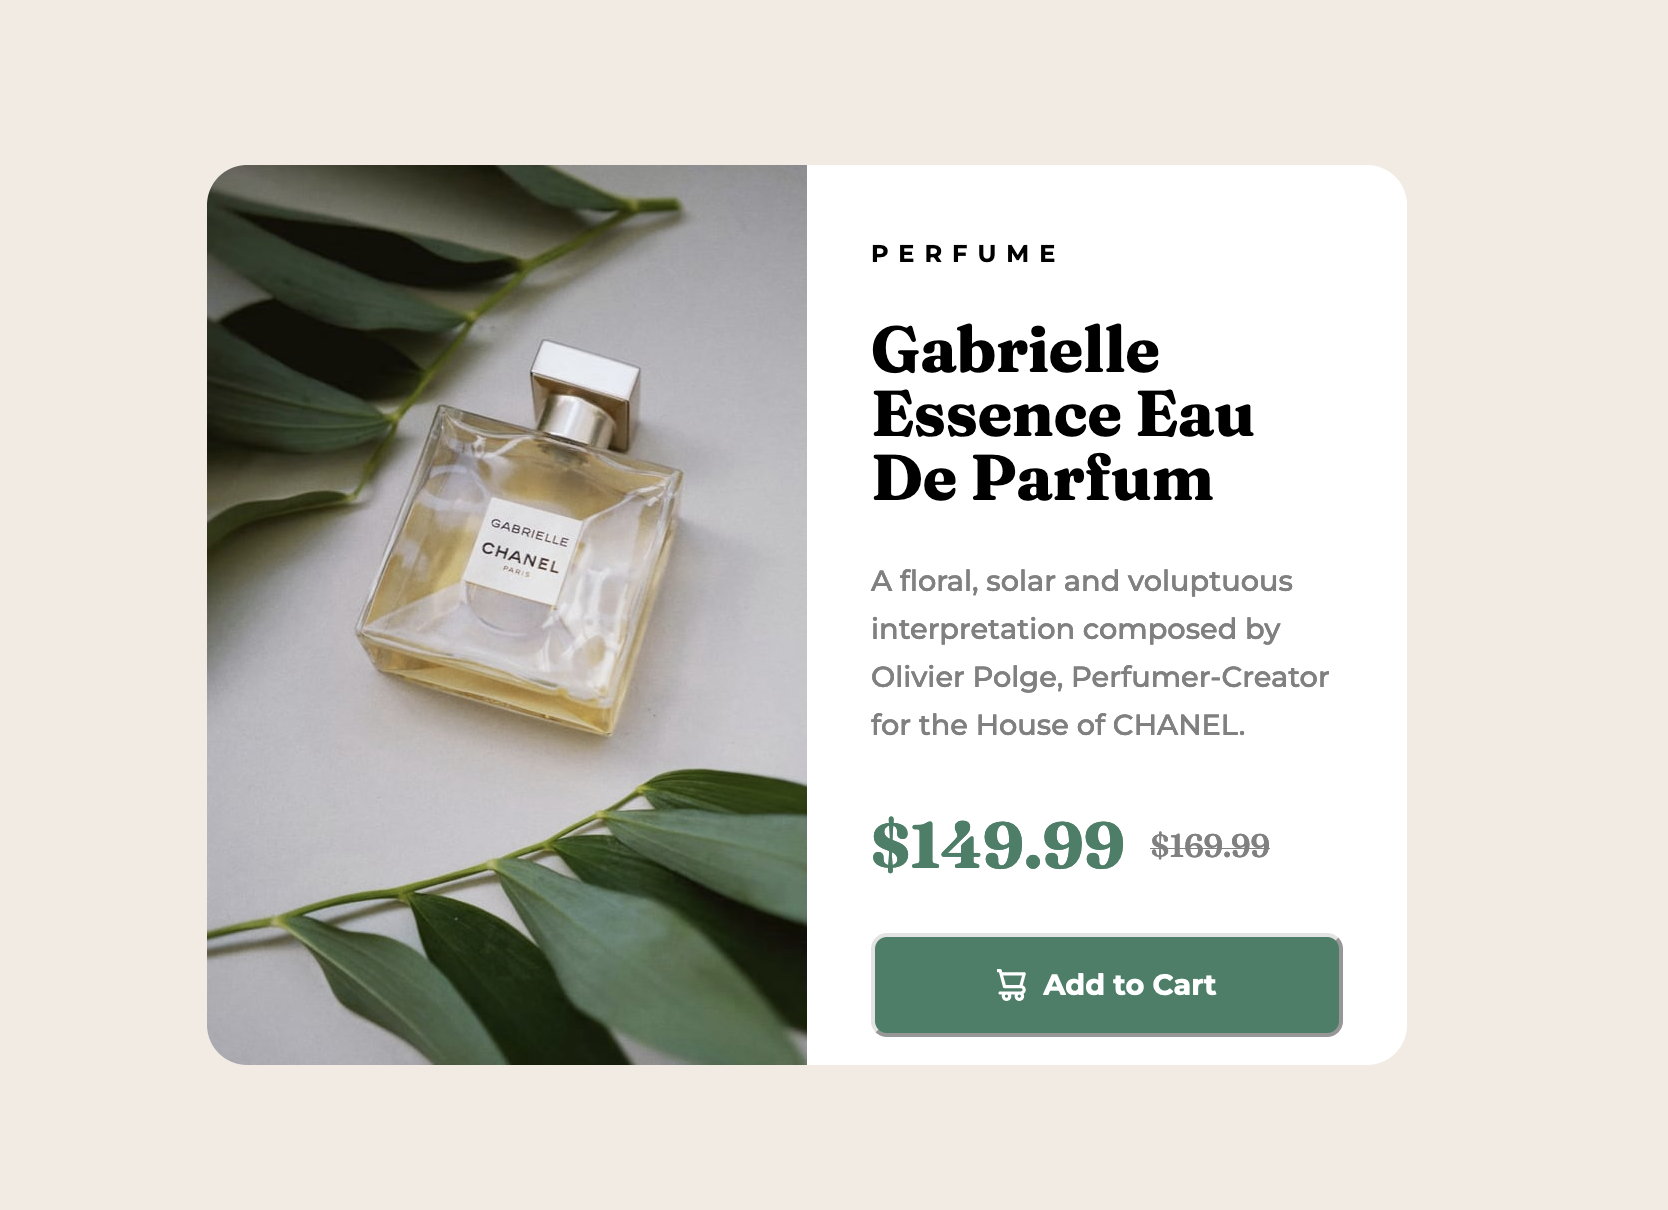 GABRIELLE
CHANEL
PARIS
PERFUME
Gabrielle
Essence Eau
De Parfum
A floral, solar and voluptuous
interpretation composed by
Olivier Polge, Perfumer-Creator
for the House of CHANEL.
$149.99 $169.99
Add to Cart